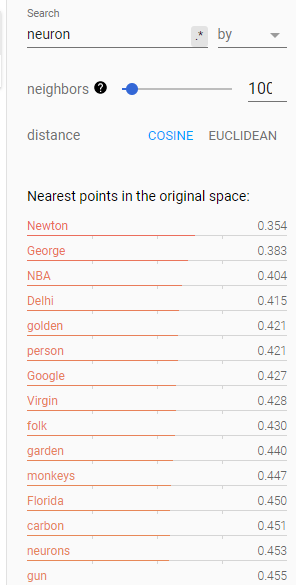 Search
neuron .* by
neighbors ? 100
distance COSINE EUCLIDEAN
Nearest points in the original space:
Newton 0.354
George 0.383
NBA 0.404
Delhi 0.415
golden 0.421
person 0.421
Google 0.427
Virgin 0.428
folk 0.430
garden 0.440
monkeys 0.447
Florida 0.450
carbon 0.451
neurons 0.453
gun 0.455